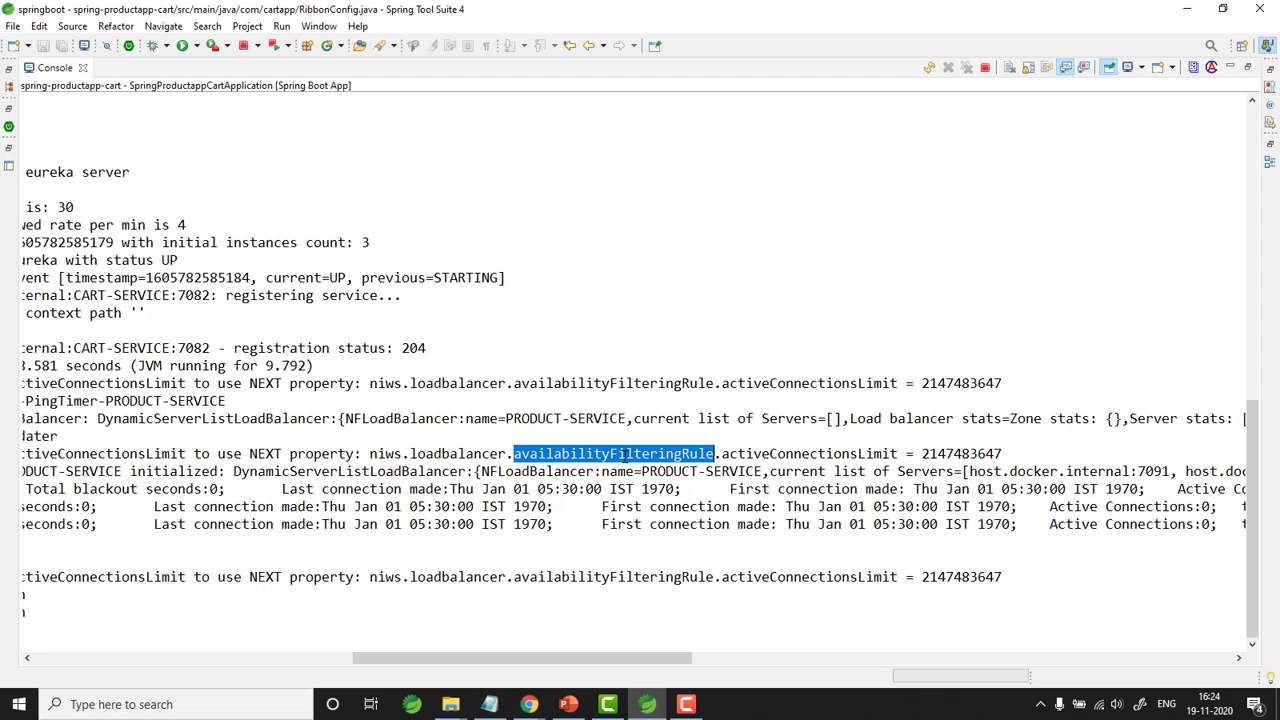 springboot - spring-productapp-cart/src/main/java/com/cartapp/RibbonConfig.java - Spring Tool Suite 4
File Edit Source Refactor Navigate Search Project Run Window Help
Console
spring-productapp-cart - SpringProductappCartApplication [Spring Boot App]
eureka server
is: 30
wed rate per min is 4
605782585179 with initial instances count: 3
ureka with status UP
vent [timestamp=1605782585184, current=UP, previous=STARTING]
ternal:CART-SERVICE:7082: registering service...
context path ''
ternal:CART-SERVICE:7082 - registration status: 204
3.581 seconds (JVM running for 9.792)
ctiveConnectionsLimit to use NEXT property: niws.loadbalancer.availabilityFilteringRule.activeConnectionsLimit = 2147483647
-PingTimer-PRODUCT-SERVICE
Balancer: DynamicServerListLoadBalancer:{NFLoadBalancer:name=PRODUCT-SERVICE,current list of Servers=[],Load balancer stats=Zone stats: {},Server stats: [
dater
ctiveConnectionsLimit to use NEXT property: niws.loadbalancer.availabilityFilteringRule.activeConnectionsLimit = 2147483647
DUCT-SERVICE initialized: DynamicServerListLoadBalancer:{NFLoadBalancer:name=PRODUCT-SERVICE,current list of Servers=[host.docker.internal:7091, host.doc
Total blackout seconds:0; Last connection made:Thu Jan 01 05:30:00 IST 1970; First connection made: Thu Jan 01 05:30:00 IST 1970; Active Co
seconds:0; Last connection made:Thu Jan 01 05:30:00 IST 1970; First connection made: Thu Jan 01 05:30:00 IST 1970; Active Connections:0; t
seconds:0; Last connection made:Thu Jan 01 05:30:00 IST 1970; First connection made: Thu Jan 01 05:30:00 IST 1970; Active Connections:0; t
ctiveConnectionsLimit to use NEXT property: niws.loadbalancer.availabilityFilteringRule.activeConnectionsLimit = 2147483647
n
n
Type here to search
ENG
16:24
19-11-2020
4